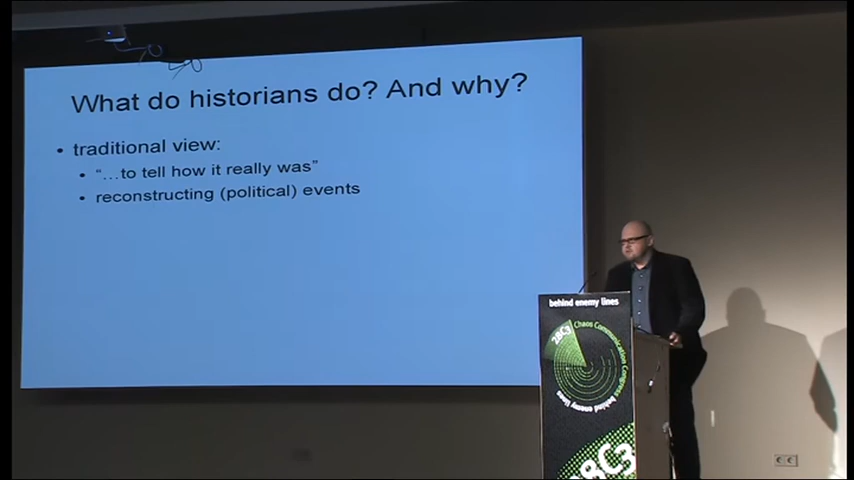 What do historians do? And why?
• traditional view:
• “…to tell how it really was”
• reconstructing (political) events
behind enemy lines
28C3
Chaos Communication Congress
behind enemy lines
28C3